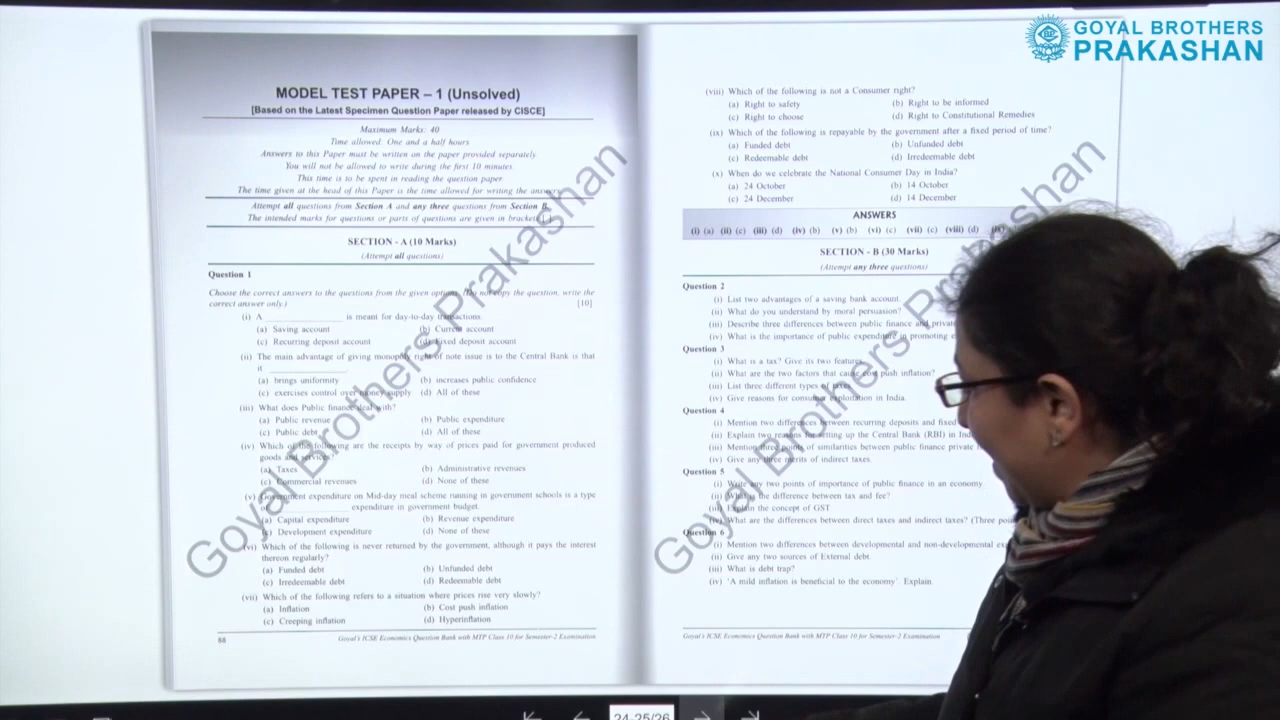 GOYAL BROTHERS
PRAKASHAN
MODEL TEST PAPER – 1 (Unsolved)
[Based on the Latest Specimen Question Paper released by CISCE]
Maximum Marks: 40
Time allowed: One and a half hours
Answers to this Paper must be written on the paper provided separately.
You will not be allowed to write during the first 10 minutes.
This time is to be spent in reading the question paper
The time given at the head of this Paper is the time allowed for writing the answers.
Attempt all questions from Section A and any three questions from Section B.
The intended marks for questions or parts of questions are given in brackets
SECTION - A (10 Marks)
(Attempt all questions)
Question 1
Choose the correct answers to the questions from the given options. (Do not copy the question, write the
correct answer only.) [10]
(i) A ______________ is meant for day-to-day transactions.
(a) Saving account (b) Current account
(c) Recurring deposit account (d) Fixed deposit account
(ii) The main advantage of giving monopoly right of note issue to the Central Bank is that
it ______________
(a) brings uniformity (b) increases public confidence
(c) exercises control over money supply (d) All of these
(iii) What does Public finance deal with?
(a) Public revenue (b) Public expenditure
(c) Public debt (d) All of these
(iv) Which of the following are the receipts by way of prices paid for government produced
goods and services?
(a) Taxes (b) Administrative revenues
(c) Commercial revenues (d) None of these
(v) Government expenditure on Mid-day meal scheme running in government schools is a type
of ______________ expenditure in government budget.
(a) Capital expenditure (b) Revenue expenditure
(c) Development expenditure (d) None of these
(vi) Which of the following is never returned by the government, although it pays the interest
thereon regularly?
(a) Funded debt (b) Unfunded debt
(c) Irredeemable debt (d) Redeemable debt
(vii) Which of the following refers to a situation where prices rise very slowly?
(a) Inflation (b) Cost push inflation
(c) Creeping inflation (d) Hyperinflation
88 Goyal's ICSE Economics Question Bank with MTP Class 10 for Semester-2 Examination
(viii) Which of the following is not a Consumer right?
(a) Right to safety (b) Right to be informed
(c) Right to choose (d) Right to Constitutional Remedies
(ix) Which of the following is repayable by the government after a fixed period of time?
(a) Funded debt (b) Unfunded debt
(c) Redeemable debt (d) Irredeemable debt
(x) When do we celebrate the National Consumer Day in India?
(a) 24 October (b) 14 October
(c) 24 December (d) 14 December
ANSWERS
(i) (a) (ii) (c) (iii) (d) (iv) (b) (v) (b) (vi) (c) (vii) (c) (viii) (d) (ix)
SECTION - B (30 Marks)
(Attempt any three questions)
Question 2
(i) List two advantages of a saving bank account.
(ii) What do you understand by moral persuasion?
(iii) Describe three differences between public finance and private
(iv) What is the importance of public expenditure in promoting
Question 3
(i) What is a tax? Give its two features.
(ii) What are the two factors that cause cost push inflation?
(iii) List three different types of taxes.
(iv) Give reasons for consumer exploitation in India.
Question 4
(i) Mention two differences between recurring deposits and fixed
(ii) Explain two reasons for setting up the Central Bank (RBI) in
(iii) Mention three points of similarities between public finance private
(iv) Give any three merits of indirect taxes.
Question 5
(i) Write any two points of importance of public finance in an economy.
(ii) What is the difference between tax and fee?
(iii) Explain the concept of GST
(iv) What are the differences between direct taxes and indirect taxes? (Three
Question 6
(i) Mention two differences between developmental and non-developmental
(ii) Give any two sources of External debt.
(iii) What is debt trap?
(iv) 'A mild inflation is beneficial to the economy'. Explain.
Goyal's ICSE Economics Question Bank with MTP Class 10 for Semester-2 Examination
Goyal Brothers Prakashan
Goyal Brothers Prakashan
24-25/26